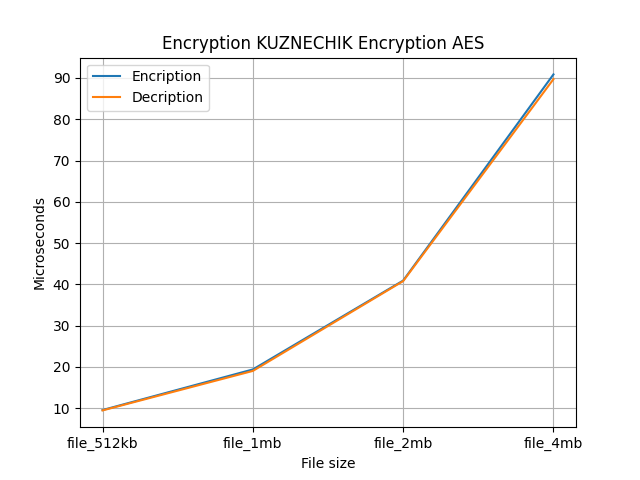 Encryption KUZNECHIK Encryption AES
Encription
Decription
90
80
70
60
50
40
30
20
10
Microseconds
file_512kb file_1mb file_2mb file_4mb
File size